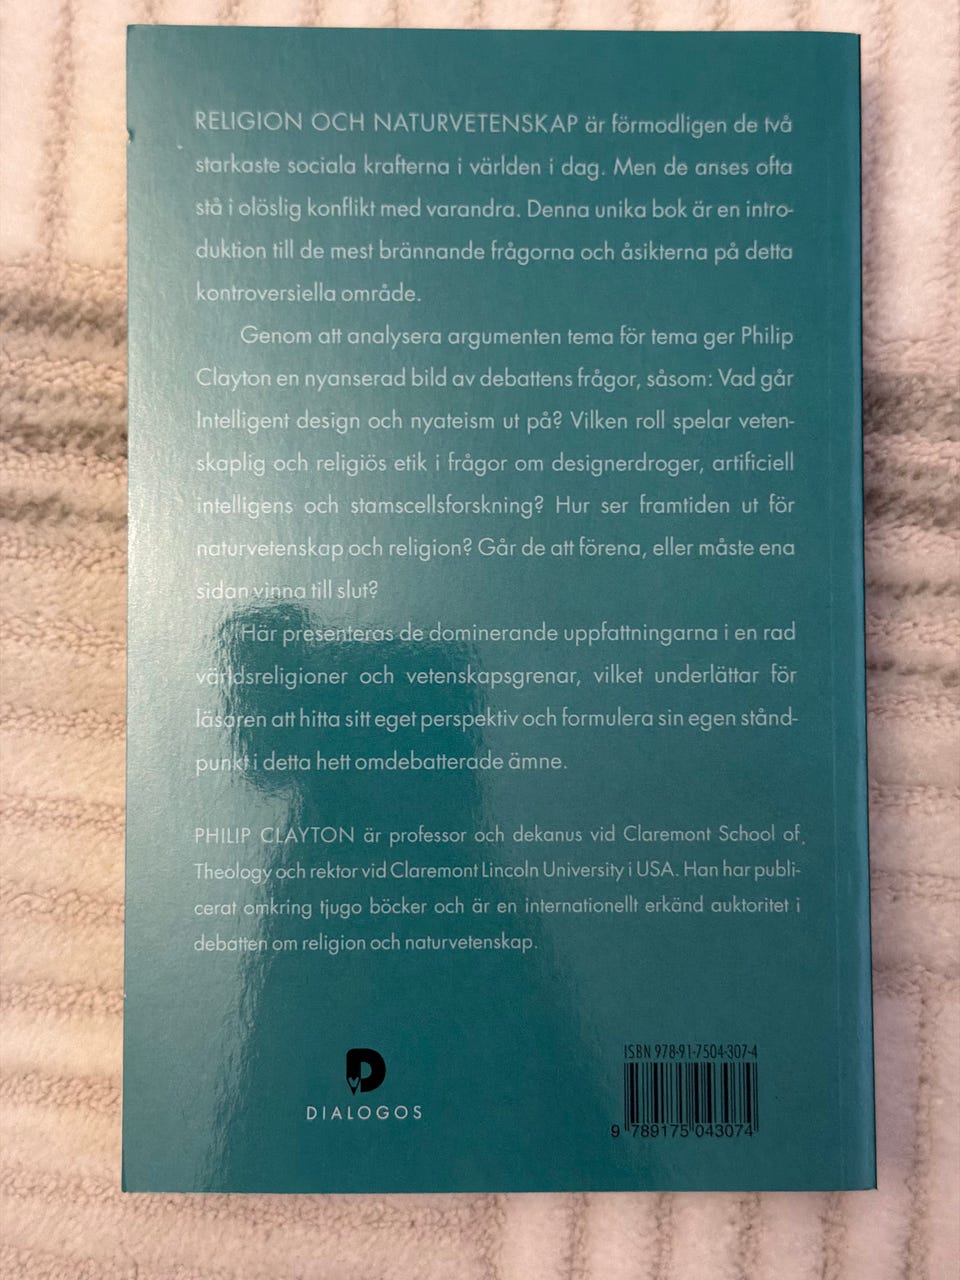 RELIGION OCH NATURVETENSKAP är förmodligen de två
starkaste sociala krafterna i världen i dag. Men de anses ofta
stå i olöslig konflikt med varandra. Denna unika bok är en intro-
duktion till de mest brännande frågorna och åsikterna på detta
kontroversiella område.
Genom att analysera argumenten tema för tema ger Philip
Clayton en nyanserad bild av debattens frågor, såsom: Vad går
Intelligent design och nyateism ut på? Vilken roll spelar veten-
skaplig och religiös etik i frågor om designerdroger, artificiell
intelligens och stamscellsforskning? Hur ser framtiden ut för
naturvetenskap och religion? Går de att förena, eller måste ena
sidan vinna till slut?
Här presenteras de dominerande uppfattningarna i en rad
världsreligioner och vetenskapsgrenar, vilket underlättar för
läsaren att hitta sitt eget perspektiv och formulera sin egen stånd-
punkt i detta hett omdebatterade ämne.
PHILIP CLAYTON är professor och dekanus vid Claremont School of
Theology och rektor vid Claremont Lincoln University i USA. Han har publi-
cerat omkring tjugo böcker och är en internationellt erkänd auktoritet i
debatten om religion och naturvetenskap.
ISBN 978-91-7504-307-4
DIALOGOS
9 789175 043074